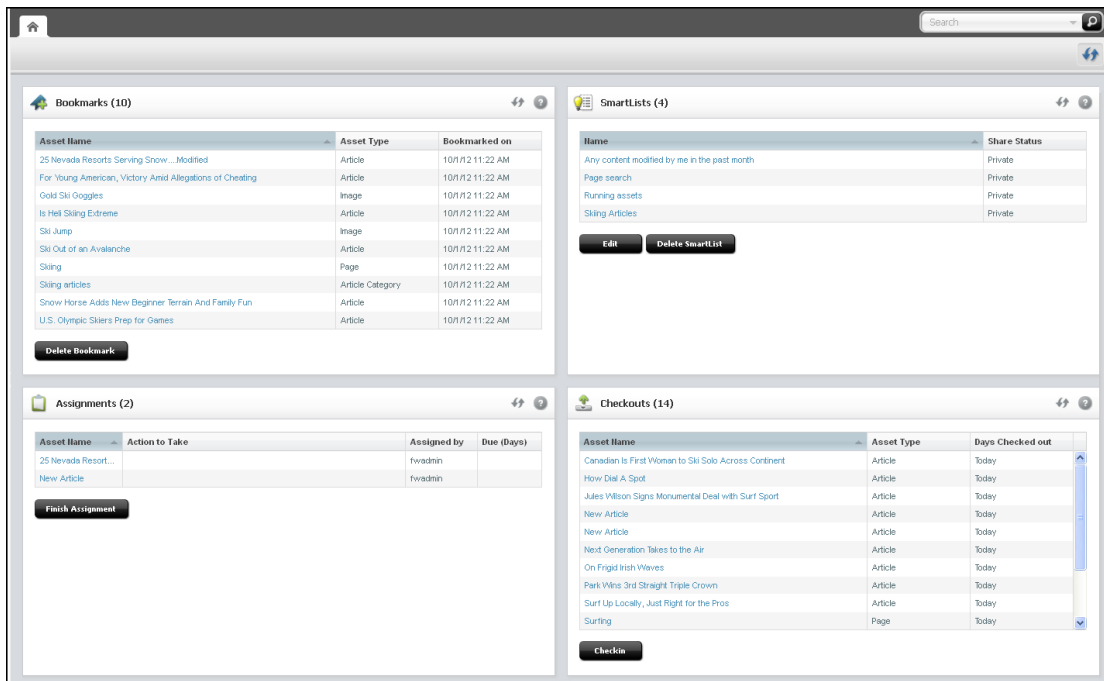 Search
Bookmarks (10)
Asset Name Asset Type Bookmarked on
25 Nevada Resorts Serving Snow....Modified Article 10/1/12 11:22 AM
For Young American, Victory Amid Allegations of Cheating Article 10/1/12 11:22 AM
Gold Ski Goggles Image 10/1/12 11:22 AM
Is Heli Skiing Extreme Article 10/1/12 11:22 AM
Ski Jump Image 10/1/12 11:22 AM
Ski Out of an Avalanche Article 10/1/12 11:22 AM
Skiing Page 10/1/12 11:22 AM
Skiing articles Article Category 10/1/12 11:22 AM
Snow Horse Adds New Beginner Terrain And Family Fun Article 10/1/12 11:22 AM
U.S. Olympic Skiers Prep for Games Article 10/1/12 11:22 AM
Delete Bookmark
SmartLists (4)
Name Share Status
Any content modified by me in the past month Private
Page search Private
Running assets Private
Skiing Articles Private
Edit Delete SmartList
Assignments (2)
Asset Name Action to Take Assigned by Due (Days)
25 Nevada Resort... fwadmin
New Article fwadmin
Finish Assignment
Checkouts (14)
Asset Name Asset Type Days Checked out
Canadian Is First Woman to Ski Solo Across Continent Article Today
How Dial A Spot Article Today
Jules Wilson Signs Monumental Deal with Surf Sport Article Today
New Article Article Today
New Article Article Today
Next Generation Takes to the Air Article Today
On Frigid Irish Waves Article Today
Park Wins 3rd Straight Triple Crown Article Today
Surf Up Locally, Just Right for the Pros Article Today
Surfing Page Today
Checkin